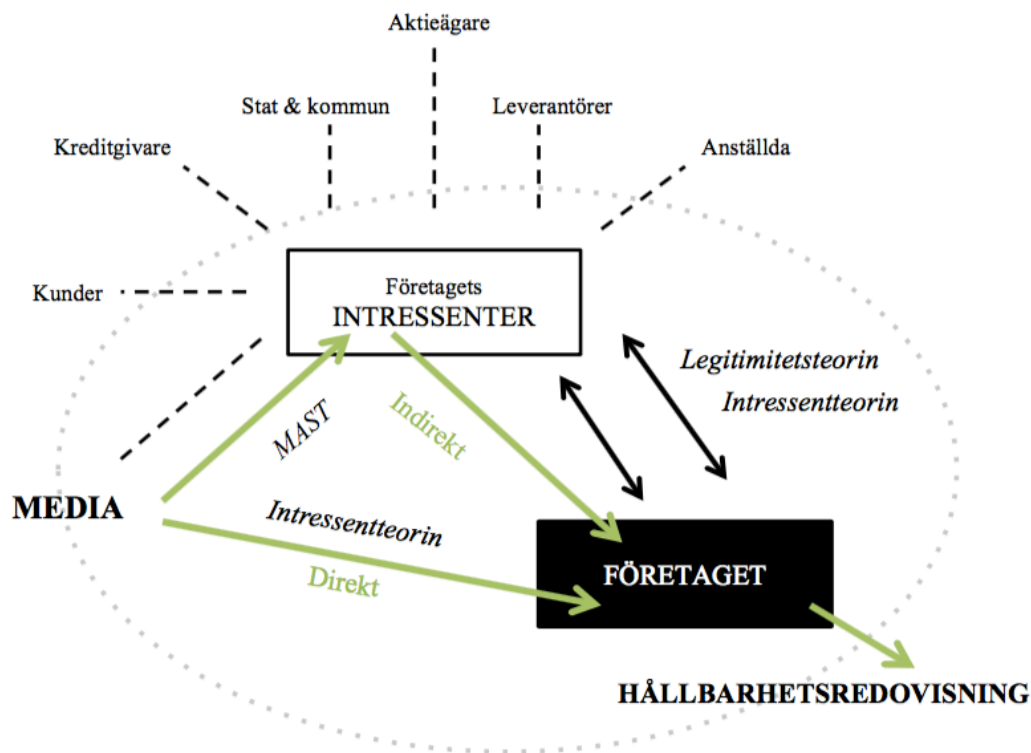 Aktieägare
Stat & kommun
Leverantörer
Kreditgivare
Anställda
Kunder
Företagets
INTRESSENTER
Legitimitetsteorin
Intressentteorin
MAST
Indirekt
MEDIA
Intressentteorin
Direkt
FÖRETAGET
HÅLLBARHETSREDOVISNING